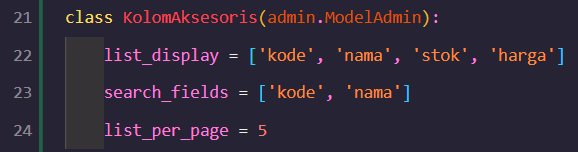 21 class KolomAksesoris(admin.ModelAdmin):
22     list_display = ['kode', 'nama', 'stok', 'harga']
23     search_fields = ['kode', 'nama']
24     list_per_page = 5